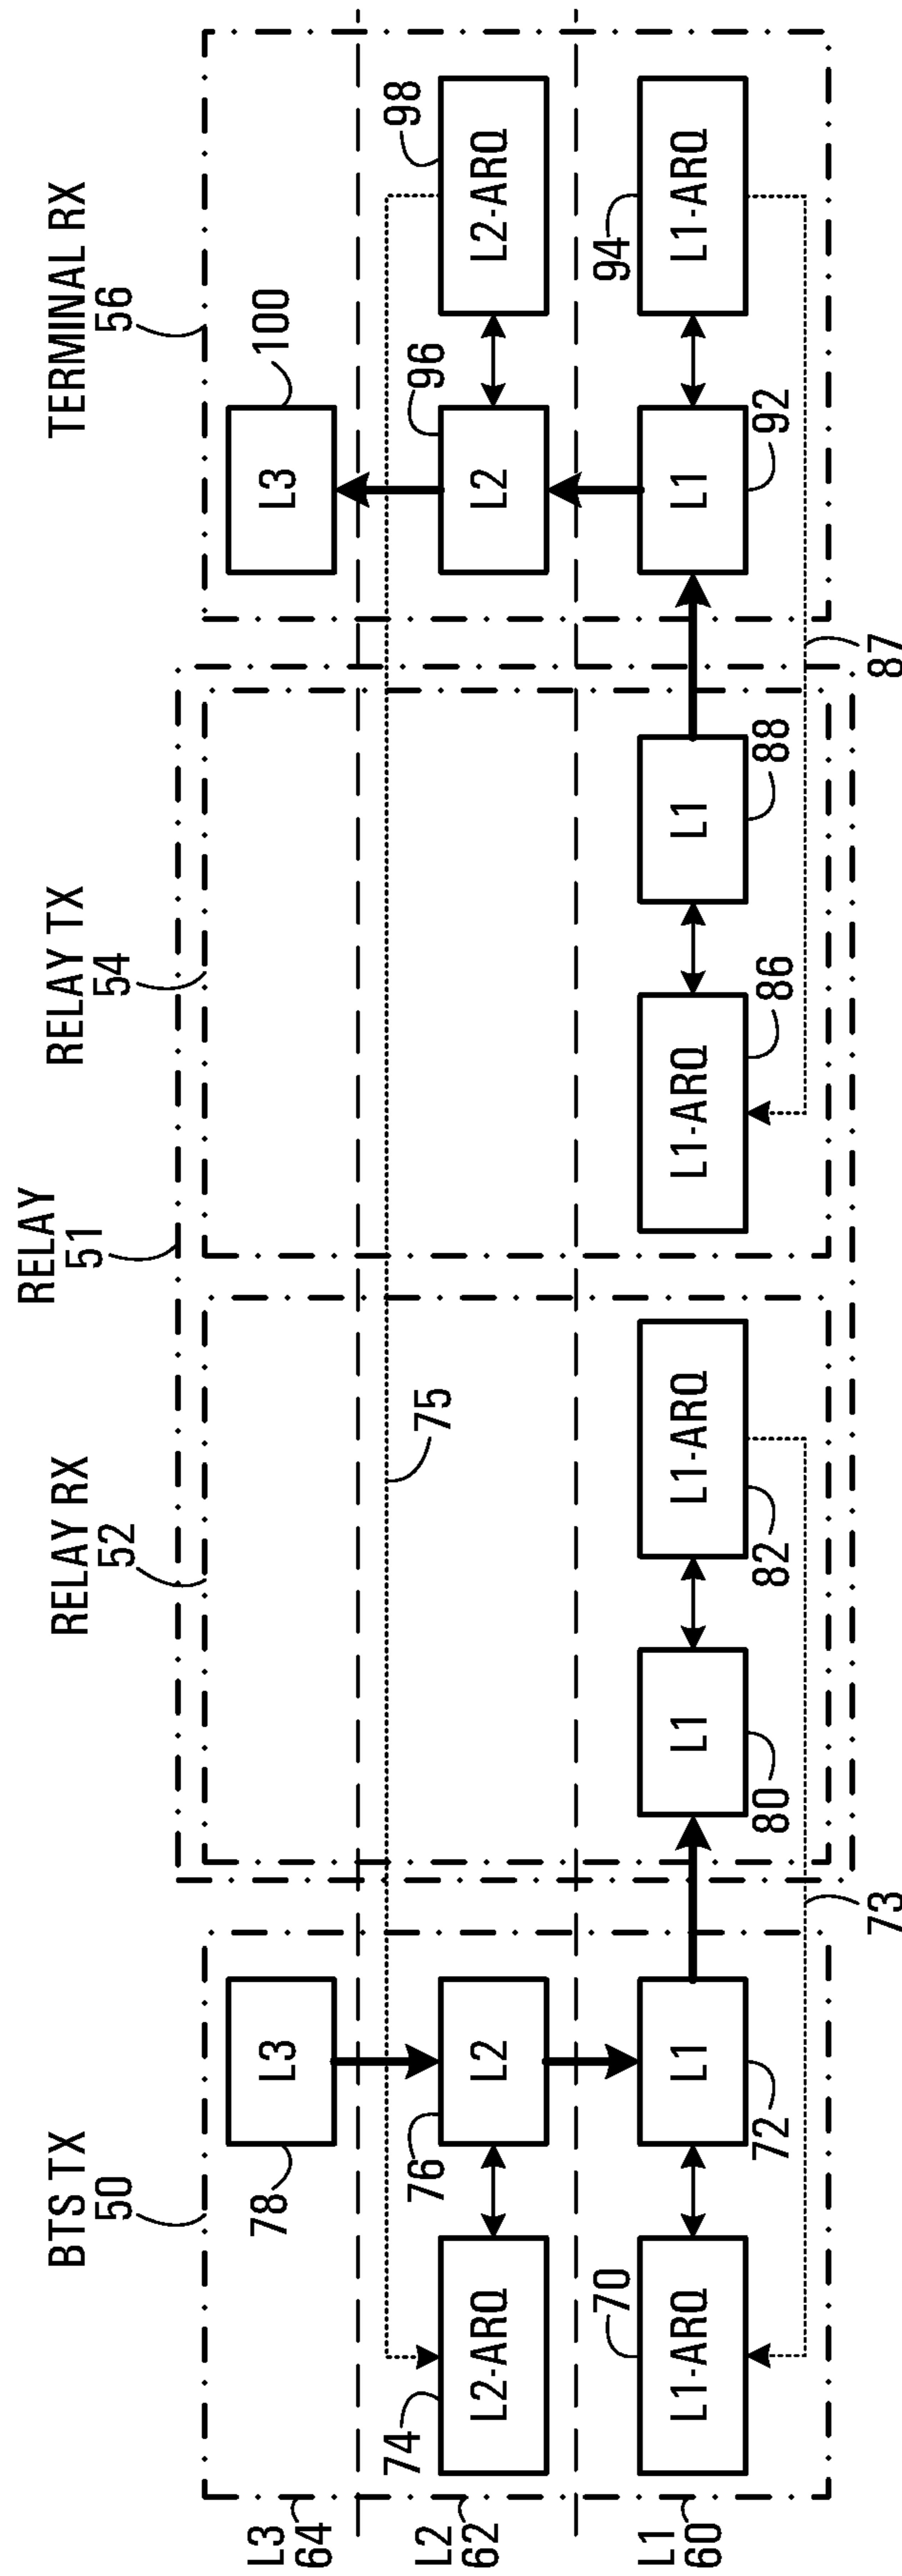 BTS TX
50
RELAY
51
RELAY RX
52
RELAY TX
54
TERMINAL RX
56
L3
64
L2
62
L1
60
L3
78
L3
100
L2-ARQ
74
L2
76
75
L2
96
L2-ARQ
98
L1-ARQ
70
L1
72
L1
80
L1-ARQ
82
L1-ARQ
86
L1
88
L1
92
L1-ARQ
94
73
87